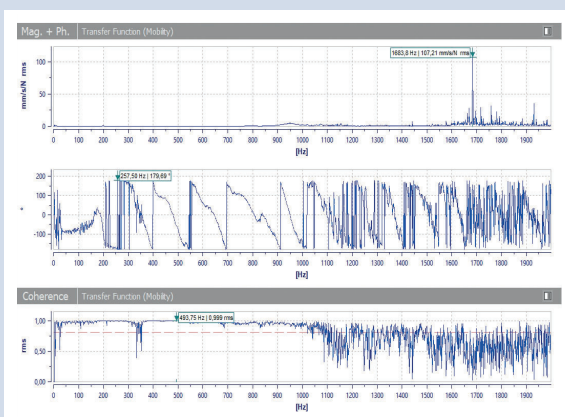 Mag. + Ph. Transfer Function (Mobility)
1683,8 Hz | 107,21 mm/s/N rms
mm/s/N rms
100
50
0
0 100 200 300 400 500 600 700 800 900 1000 1100 1200 1300 1400 1500 1600 1700 1800 1900
[Hz]
257,50 Hz | 179,69 °
°
200
100
0
-100
0 100 200 300 400 500 600 700 800 900 1000 1100 1200 1300 1400 1500 1600 1700 1800 1900
[Hz]
Coherence Transfer Function (Mobility)
493,75 Hz | 0,999 rms
rms
1,00
0,50
0,00
0 100 200 300 400 500 600 700 800 900 1000 1100 1200 1300 1400 1500 1600 1700 1800 1900
[Hz]